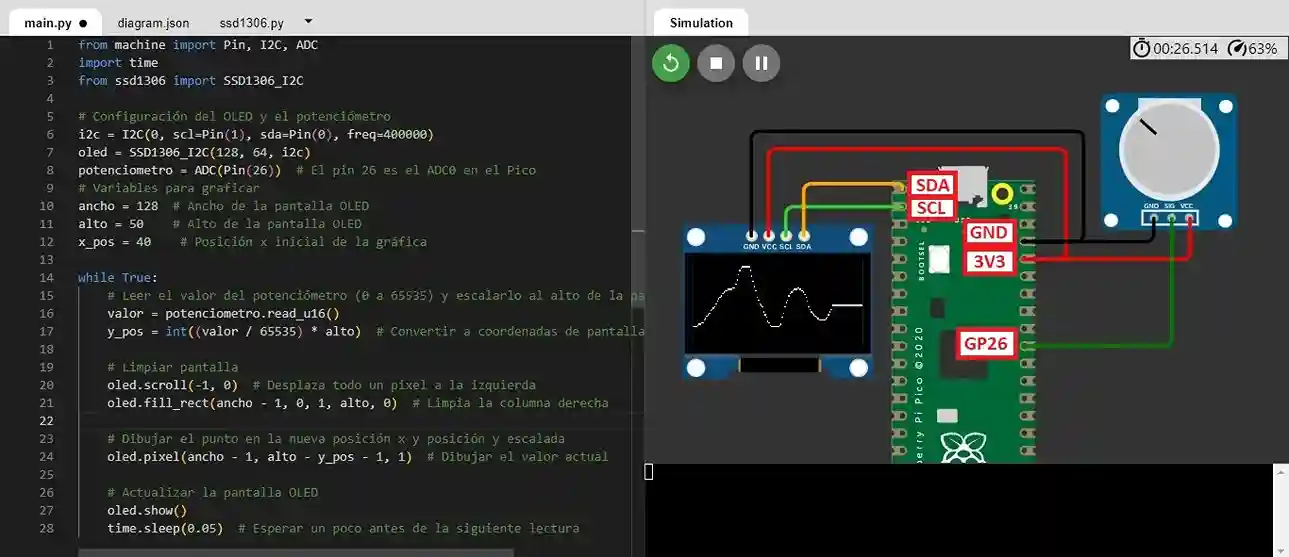 main.py ● diagram.json ssd1306.py
1 from machine import Pin, I2C, ADC
2 import time
3 from ssd1306 import SSD1306_I2C
4
5 # Configuración del OLED y el potenciómetro
6 i2c = I2C(0, scl=Pin(1), sda=Pin(0), freq=400000)
7 oled = SSD1306_I2C(128, 64, i2c)
8 potenciometro = ADC(Pin(26))  # El pin 26 es el ADC0 en el Pico
9 # Variables para graficar
10 ancho = 128  # Ancho de la pantalla OLED
11 alto = 50    # Alto de la pantalla OLED
12 x_pos = 40    # Posición x inicial de la gráfica
13
14 while True:
15     # Leer el valor del potenciómetro (0 a 65535) y escalarlo al alto de la pa
16     valor = potenciometro.read_u16()
17     y_pos = int((valor / 65535) * alto)  # Convertir a coordenadas de pantalla
18
19     # Limpiar pantalla
20     oled.scroll(-1, 0)  # Desplaza todo un pixel a la izquierda
21     oled.fill_rect(ancho - 1, 0, 1, alto, 0)  # Limpia la columna derecha
22
23     # Dibujar el punto en la nueva posición x y posición y escalada
24     oled.pixel(ancho - 1, alto - y_pos - 1, 1)  # Dibujar el valor actual
25
26     # Actualizar la pantalla OLED
27     oled.show()
28     time.sleep(0.05)  # Esperar un poco antes de la siguiente lectura
Simulation
00:26.514 63%
SDA
SCL
GND
3V3
GP26
GND VCC SCL SDA
GND SIG VCC
BOOTSEL
berry Pi Pico ©2020